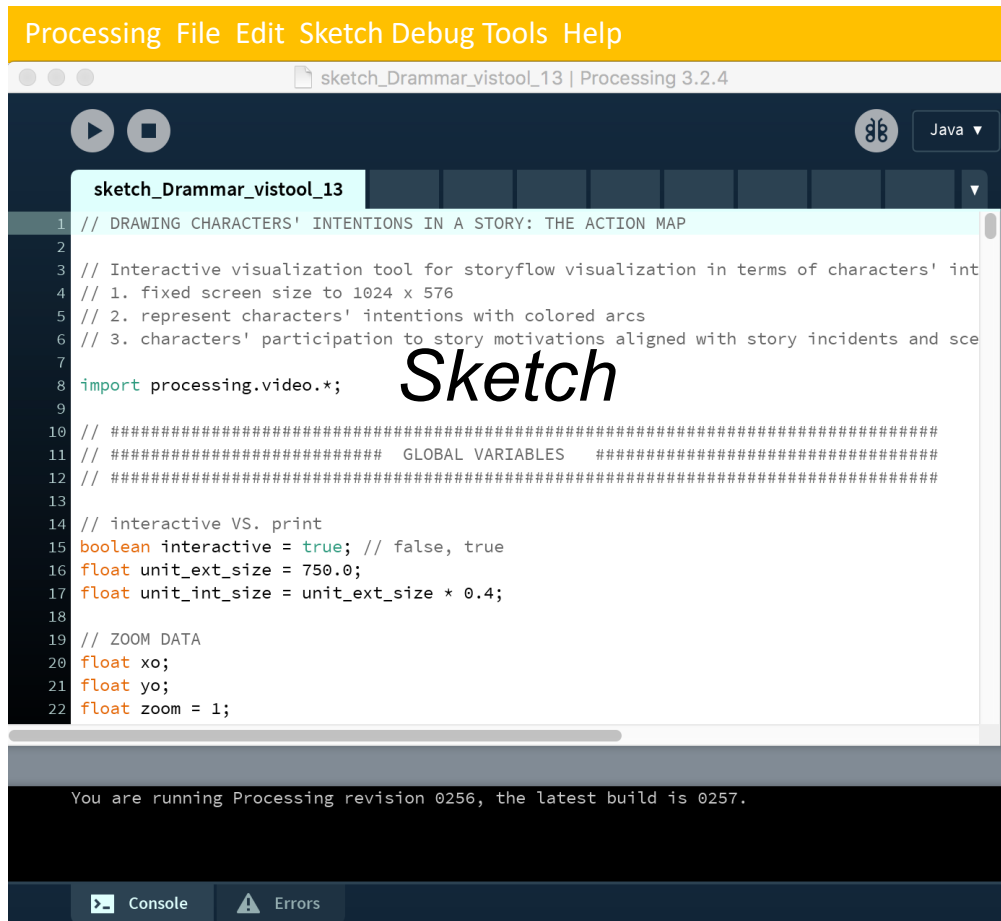 Processing File Edit Sketch Debug Tools Help
sketch_Drammar_vistool_13 | Processing 3.2.4
Java ▼
sketch_Drammar_vistool_13
▼
1 // DRAWING CHARACTERS' INTENTIONS IN A STORY: THE ACTION MAP
2
3 // Interactive visualization tool for storyflow visualization in terms of characters' int
4 // 1. fixed screen size to 1024 x 576
5 // 2. represent characters' intentions with colored arcs
6 // 3. characters' participation to story motivations aligned with story incidents and sce
7
Sketch
8 import processing.video.*;
9
10 // ##################################################################################
11 // ########################### GLOBAL VARIABLES ##################################
12 // ##################################################################################
13
14 // interactive VS. print
15 boolean interactive = true; // false, true
16 float unit_ext_size = 750.0;
17 float unit_int_size = unit_ext_size * 0.4;
18
19 // ZOOM DATA
20 float xo;
21 float yo;
22 float zoom = 1;
You are running Processing revision 0256, the latest build is 0257.
>_ Console
Errors